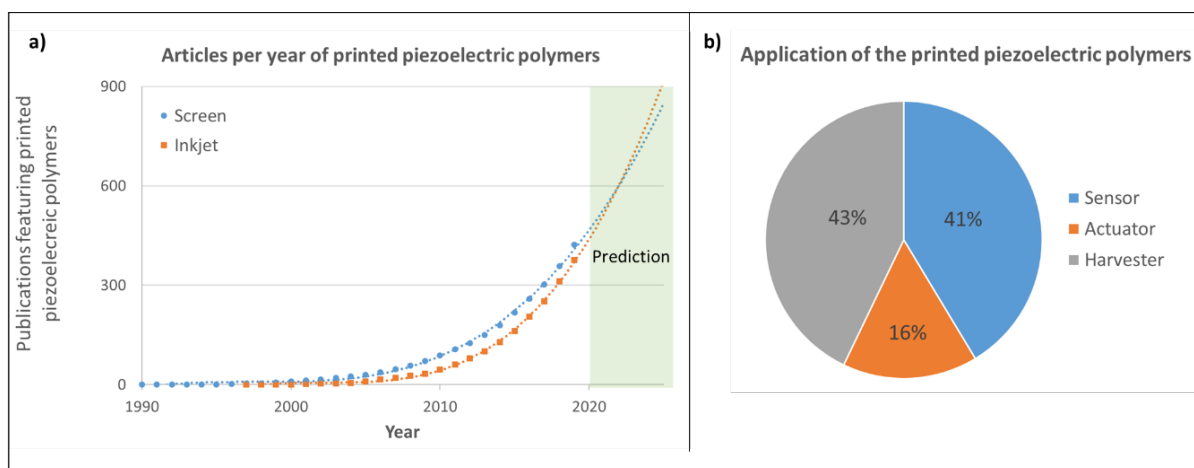 a)
Articles per year of printed piezoelectric polymers
Publications featuring printed
piezoelecreic polymers
900
600
300
0
Screen
Inkjet
Prediction
1990
2000
2010
2020
Year
b)
Application of the printed piezoelectric polymers
43%
41%
16%
Sensor
Actuator
Harvester